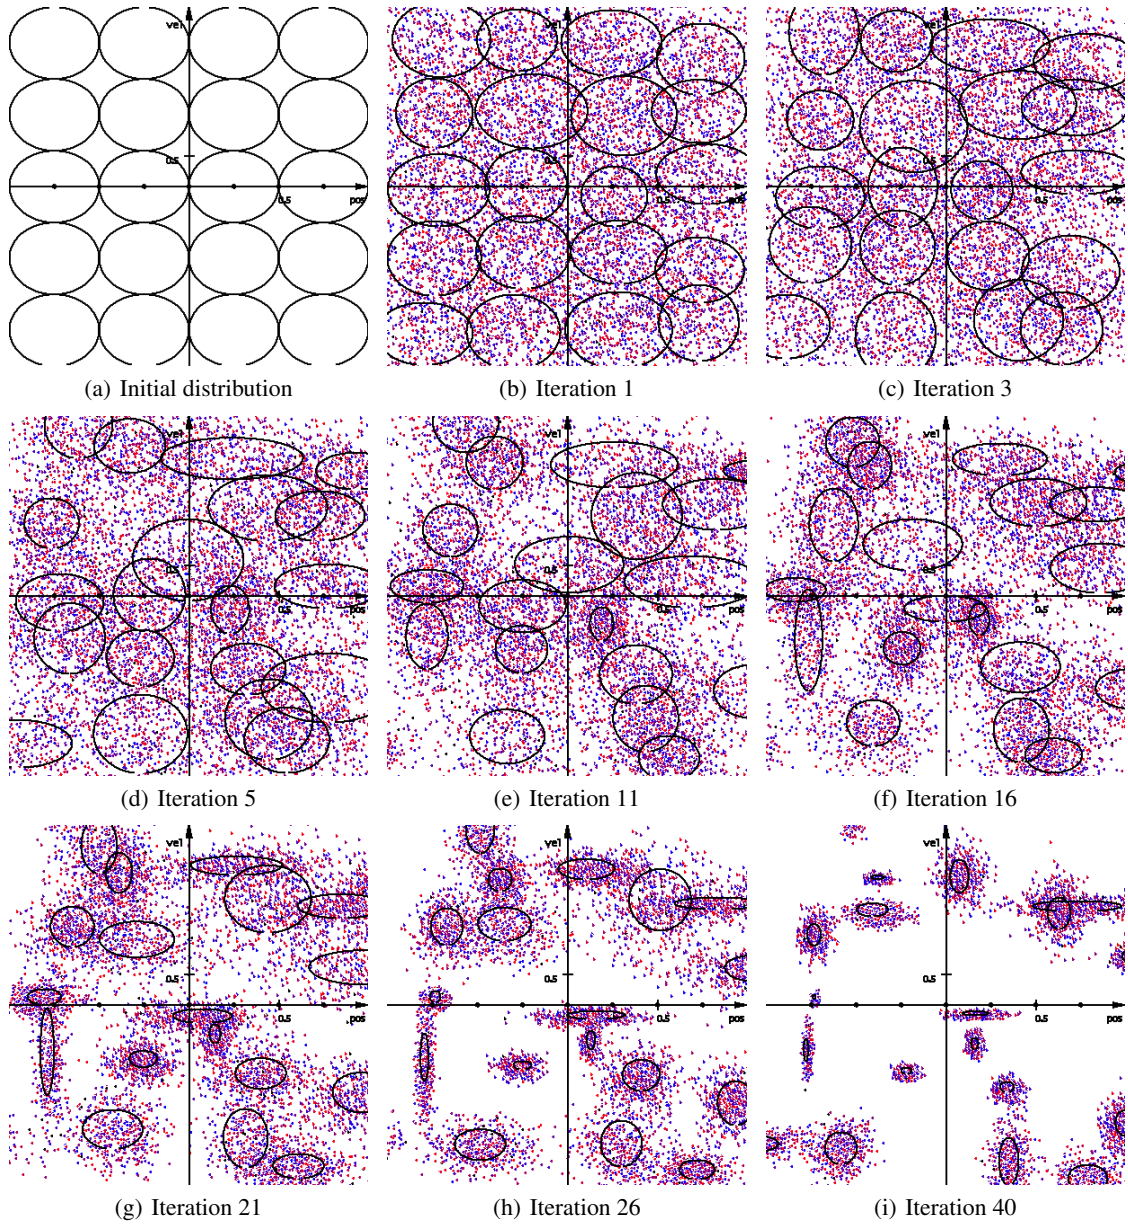 vel vel vel
0.5 0.5 0.5
0.5 0.5 0.5
pos pos pos
(a) Initial distribution (b) Iteration 1 (c) Iteration 3
vel vel vel
0.5 0.5 0.5
0.5 0.5 0.5
pos pos pos
(d) Iteration 5 (e) Iteration 11 (f) Iteration 16
vel vel vel
0.5 0.5 0.5
0.5 0.5 0.5
pos pos pos
(g) Iteration 21 (h) Iteration 26 (i) Iteration 40